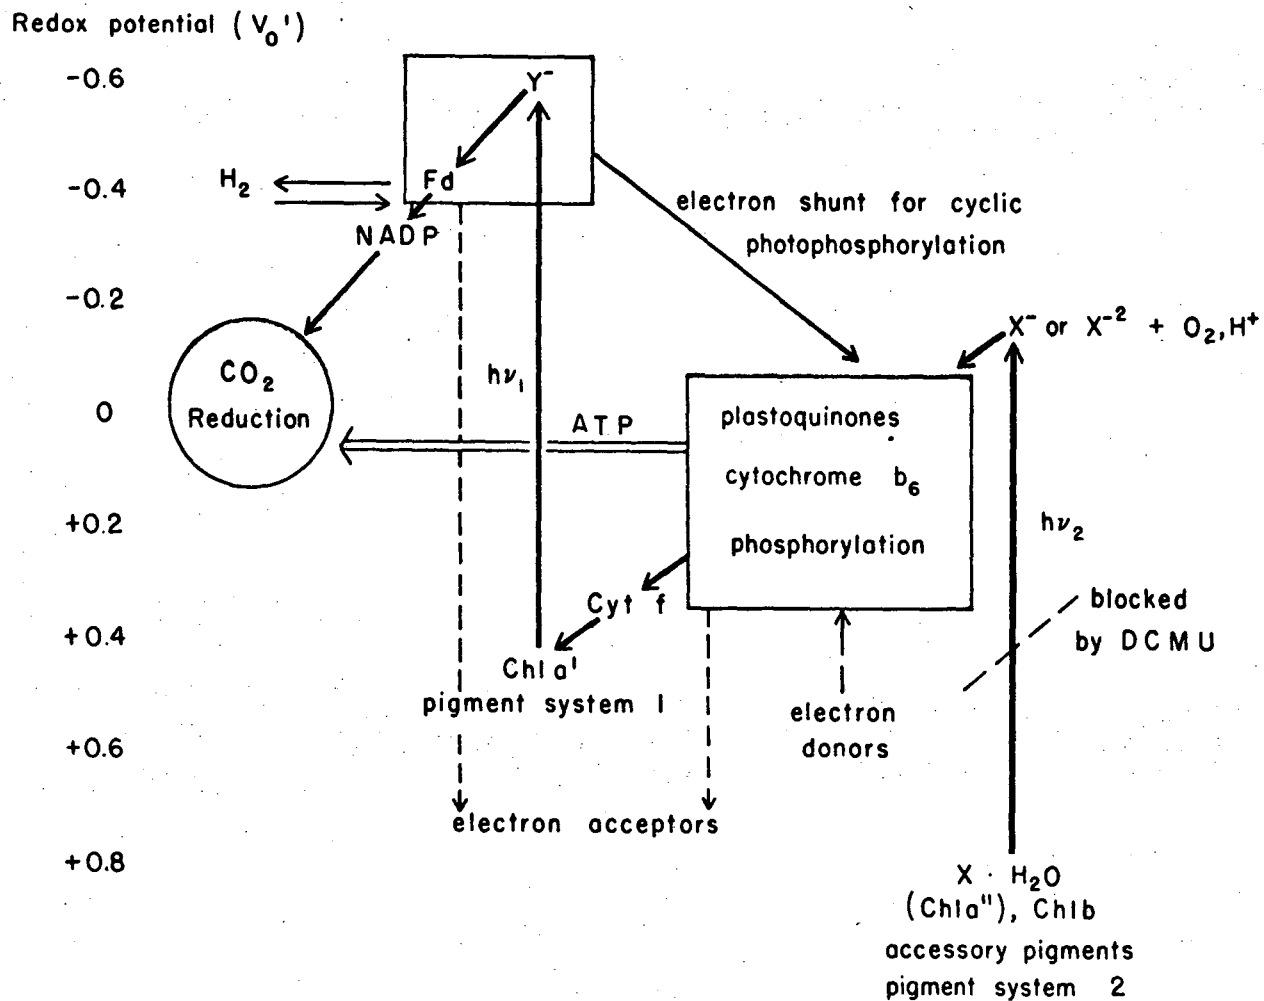 Redox potential (V₀')
-0.6
-0.4
-0.2
0
+0.2
+0.4
+0.6
+0.8
Y⁻
Fd
H₂
NADP
CO₂
Reduction
hν₁
ATP
electron shunt for cyclic
photophosphorylation
X⁻ or X⁻² + O₂,H⁺
plastoquinones
cytochrome b₆
phosphorylation
hν₂
Cyt f
Chl a'
pigment system 1
blocked
by DCMU
electron
donors
electron acceptors
X · H₂O
(Chla"), Chlb
accessory pigments
pigment system 2